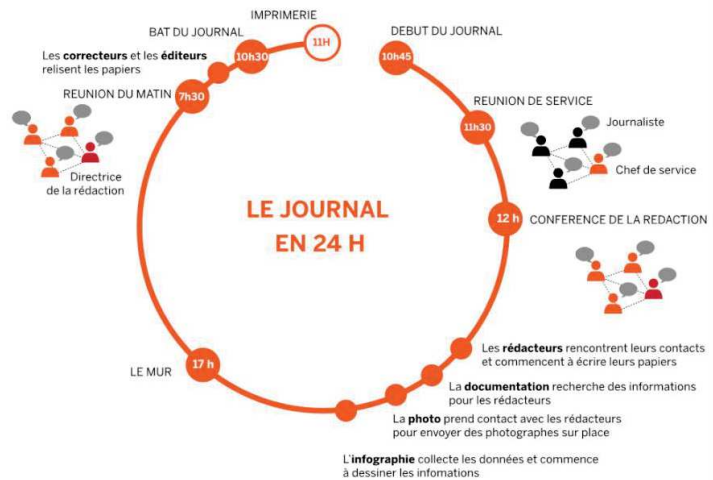 IMPRIMERIE
11H
DEBUT DU JOURNAL
10h45
BAT DU JOURNAL
10h30
Les correcteurs et les éditeurs
relisent les papiers
REUNION DU MATIN
7h30
Directrice
de la rédaction
REUNION DE SERVICE
11h30
Journaliste
Chef de service
LE JOURNAL
EN 24 H
12 h
CONFERENCE DE LA REDACTION
Les rédacteurs rencontrent leurs contacts
et commencent à écrire leurs papiers
La documentation recherche des informations
pour les rédacteurs
La photo prend contact avec les rédacteurs
pour envoyer des photographes sur place
L'infographie collecte les données et commence
à dessiner les infomations
LE MUR
17 h